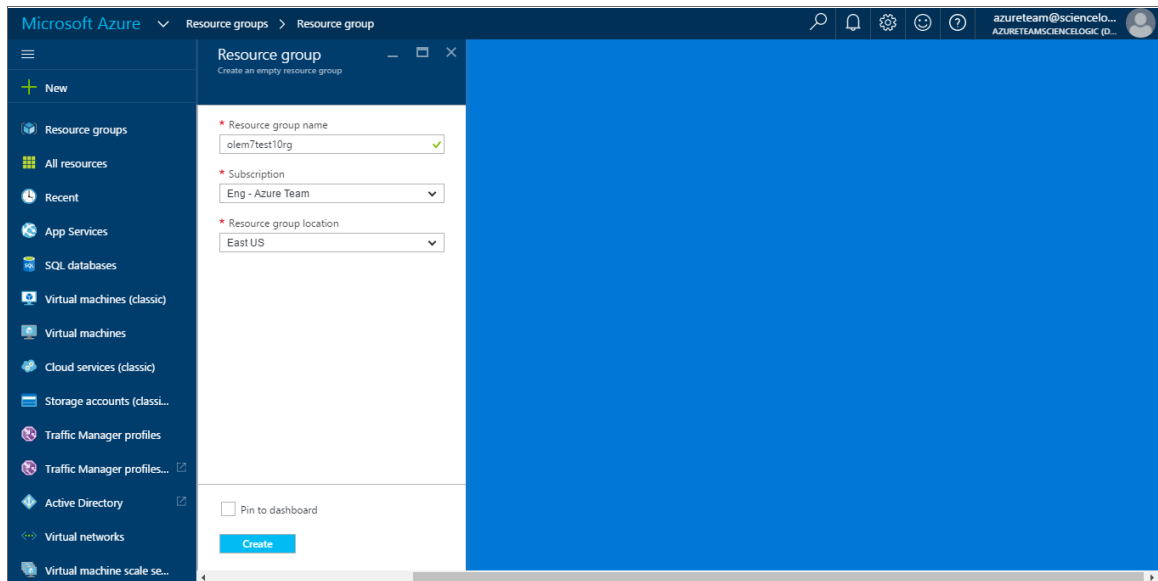 Microsoft Azure Resource groups > Resource group
azureteam@sciencelo...
AZURETEAMSCIENCELOGIC (D...
New
Resource groups
All resources
Recent
App Services
SQL databases
Virtual machines (classic)
Virtual machines
Cloud services (classic)
Storage accounts (classi...
Traffic Manager profiles
Traffic Manager profiles...
Active Directory
Virtual networks
Virtual machine scale se...
Resource group
Create an empty resource group
* Resource group name
olem7test10rg
* Subscription
Eng - Azure Team
* Resource group location
East US
Pin to dashboard
Create